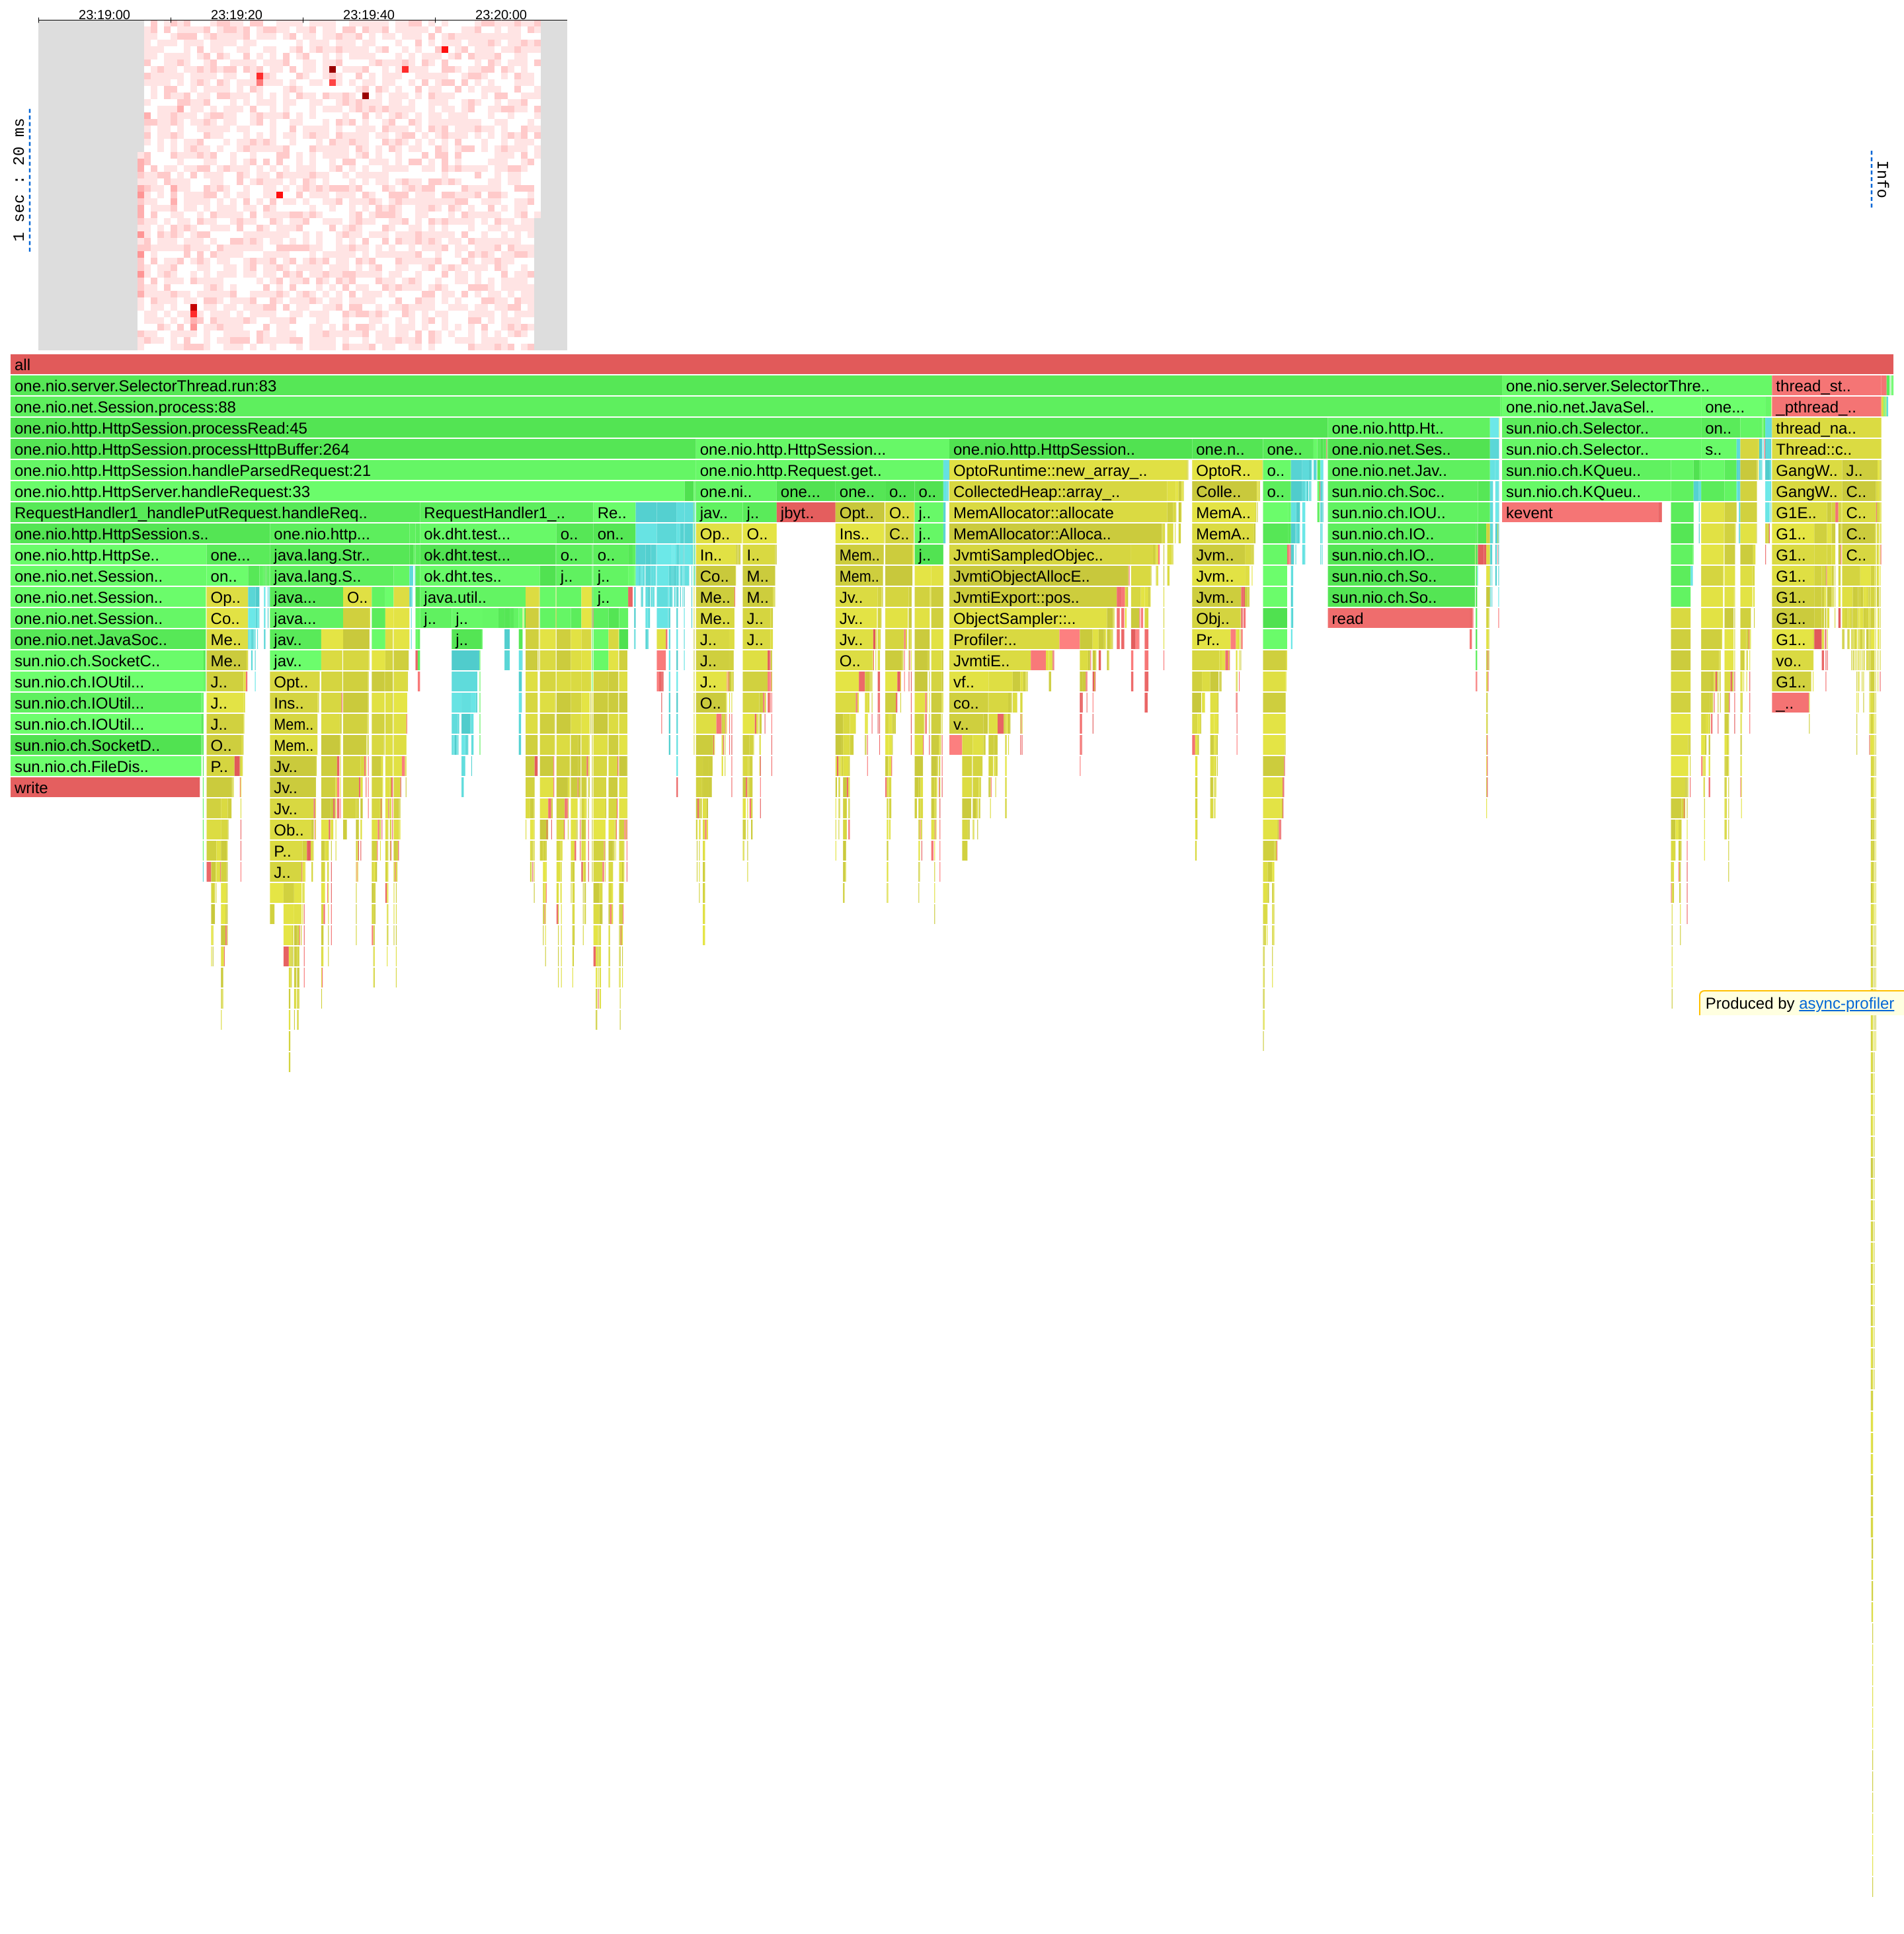 23:19:00 23:19:20 23:19:40 23:20:00
1 sec : 20 ms
Info
all
one.nio.server.SelectorThread.run:83 one.nio.server.SelectorThre.. thread_st..
one.nio.net.Session.process:88 one.nio.net.JavaSel.. one... _pthread_..
one.nio.http.HttpSession.processRead:45 one.nio.http.Ht.. sun.nio.ch.Selector.. on.. thread_na..
one.nio.http.HttpSession.processHttpBuffer:264 one.nio.http.HttpSession... one.nio.http.HttpSession.. one.n.. one.. one.nio.net.Ses.. sun.nio.ch.Selector.. s.. Thread::c..
one.nio.http.HttpSession.handleParsedRequest:21 one.nio.http.Request.get.. OptoRuntime::new_array_.. OptoR.. o.. one.nio.net.Jav.. sun.nio.ch.KQueu.. GangW.. J..
one.nio.http.HttpServer.handleRequest:33 one.ni.. one... one.. o.. o.. CollectedHeap::array_.. Colle.. o.. sun.nio.ch.Soc.. sun.nio.ch.KQueu.. GangW.. C..
RequestHandler1_handlePutRequest.handleReq.. RequestHandler1_.. Re.. jav.. j.. jbyt.. Opt.. O.. j.. MemAllocator::allocate MemA.. sun.nio.ch.IOU.. kevent G1E.. C..
one.nio.http.HttpSession.s.. one.nio.http... ok.dht.test... o.. on.. Op.. O.. Ins.. C.. j.. MemAllocator::Alloca.. MemA.. sun.nio.ch.IO.. G1.. C..
one.nio.http.HttpSe.. one... java.lang.Str.. ok.dht.test... o.. o.. In.. I.. Mem.. j.. JvmtiSampledObjec.. Jvm.. sun.nio.ch.IO.. G1.. C..
one.nio.net.Session.. on.. java.lang.S.. ok.dht.tes.. j.. j.. Co.. M.. Mem.. JvmtiObjectAllocE.. Jvm.. sun.nio.ch.So.. G1..
one.nio.net.Session.. Op.. java... O.. java.util.. j.. Me.. M.. Jv.. JvmtiExport::pos.. Jvm.. sun.nio.ch.So.. G1..
one.nio.net.Session.. Co.. java... j.. j.. Me.. J.. Jv.. ObjectSampler::.. Obj.. read G1..
one.nio.net.JavaSoc.. Me.. jav.. j.. J.. J.. Jv.. Profiler:.. Pr.. G1..
sun.nio.ch.SocketC.. Me.. jav.. J.. O.. JvmtiE.. vo..
sun.nio.ch.IOUtil... J.. Opt.. J.. vf.. G1..
sun.nio.ch.IOUtil... J.. Ins.. O.. co.. _..
sun.nio.ch.IOUtil... J.. Mem.. v..
sun.nio.ch.SocketD.. O.. Mem..
sun.nio.ch.FileDis.. P.. Jv..
write Jv..
Jv..
Ob..
P..
J..
Produced by async-profiler